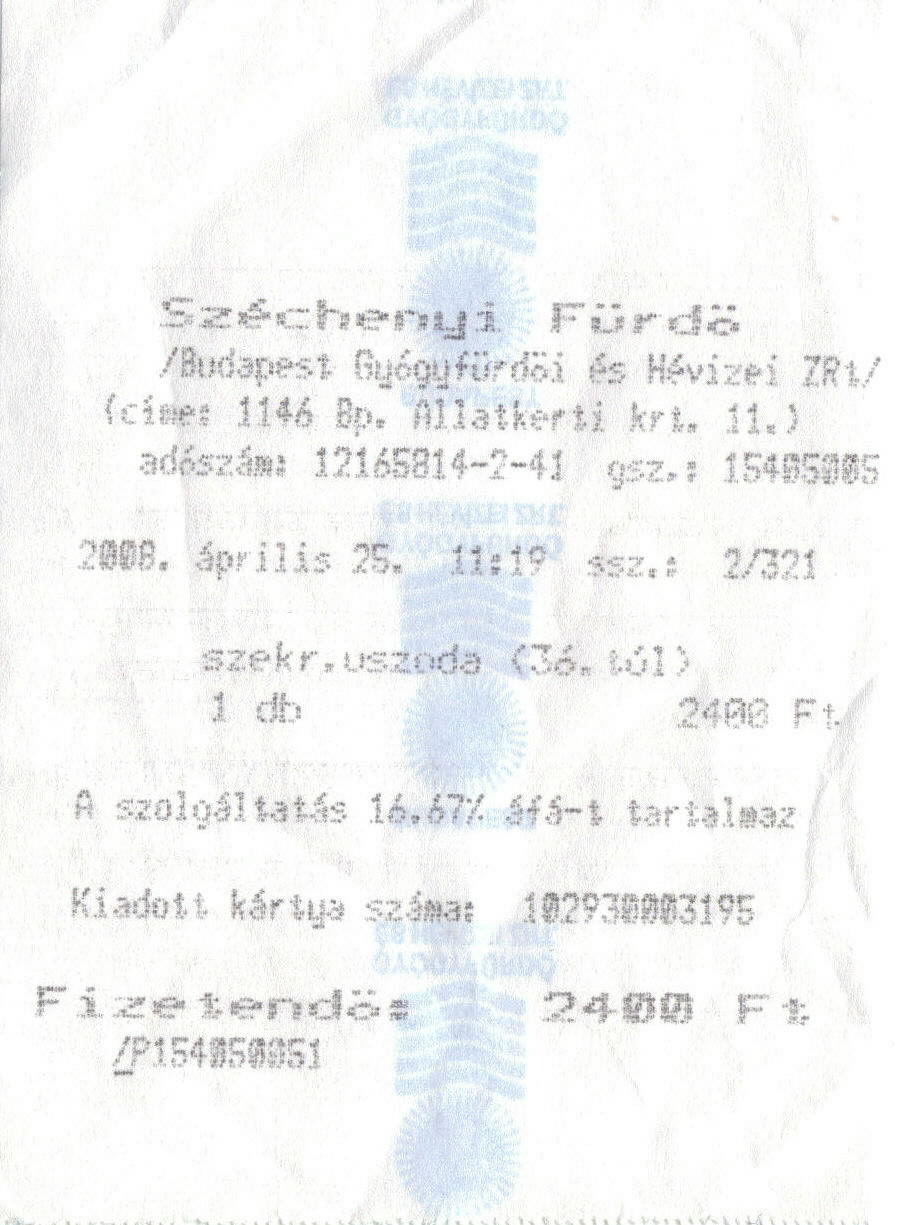 Széchenyi Fürdö
/Budapest Gyógyfürdöi és Hévizei ZRt/
(címe: 1146 Bp. Állatkerti krt. 11.)
adószám: 12165814-2-41 gsz.: 15405005
2008. április 25. 11:19 ssz.: 2/321
szekr.uszoda (36.tól)
1 db 2400 Ft
A szolgáltatás 16.67% áfá-t tartalmaz
Kiadott kártya száma: 102930003195
Fizetendö: 2400 Ft
/P154050051